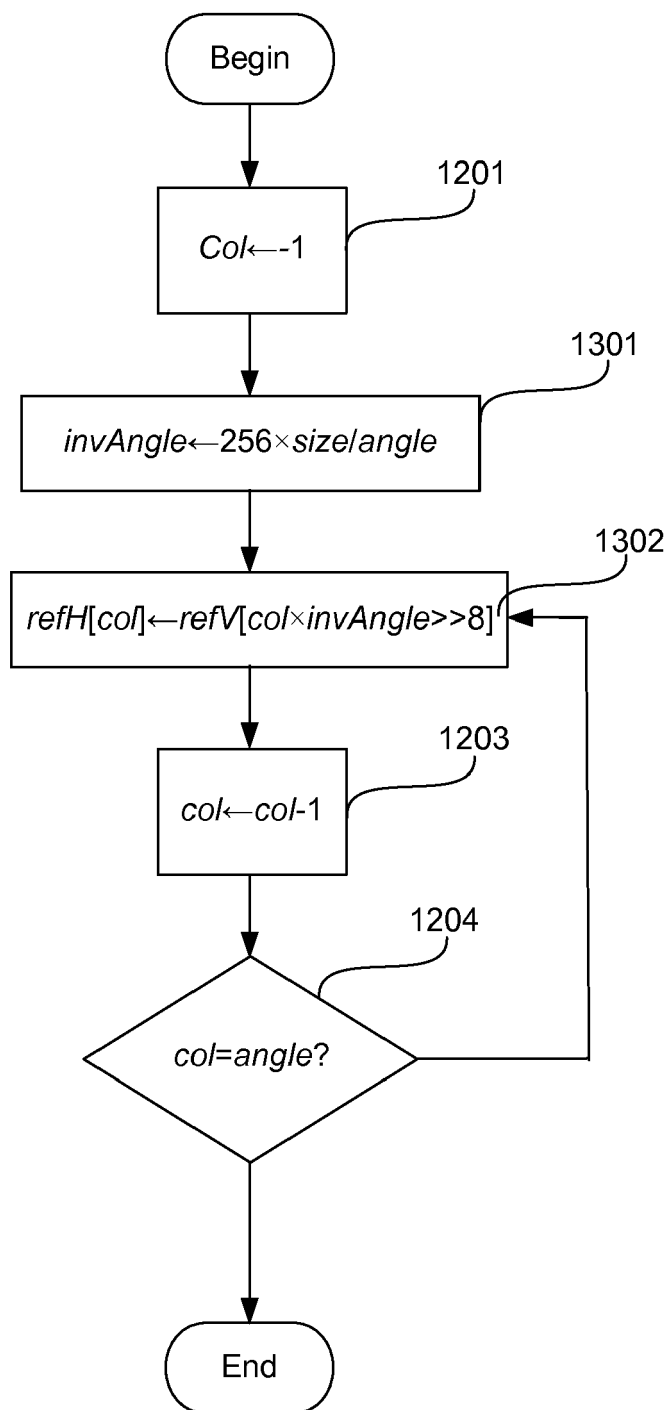 Begin
1201
Col←-1
1301
invAngle←256×size/angle
1302
refH[col]←refV[col×invAngle>>8]
1203
col←col-1
1204
col=angle?
End